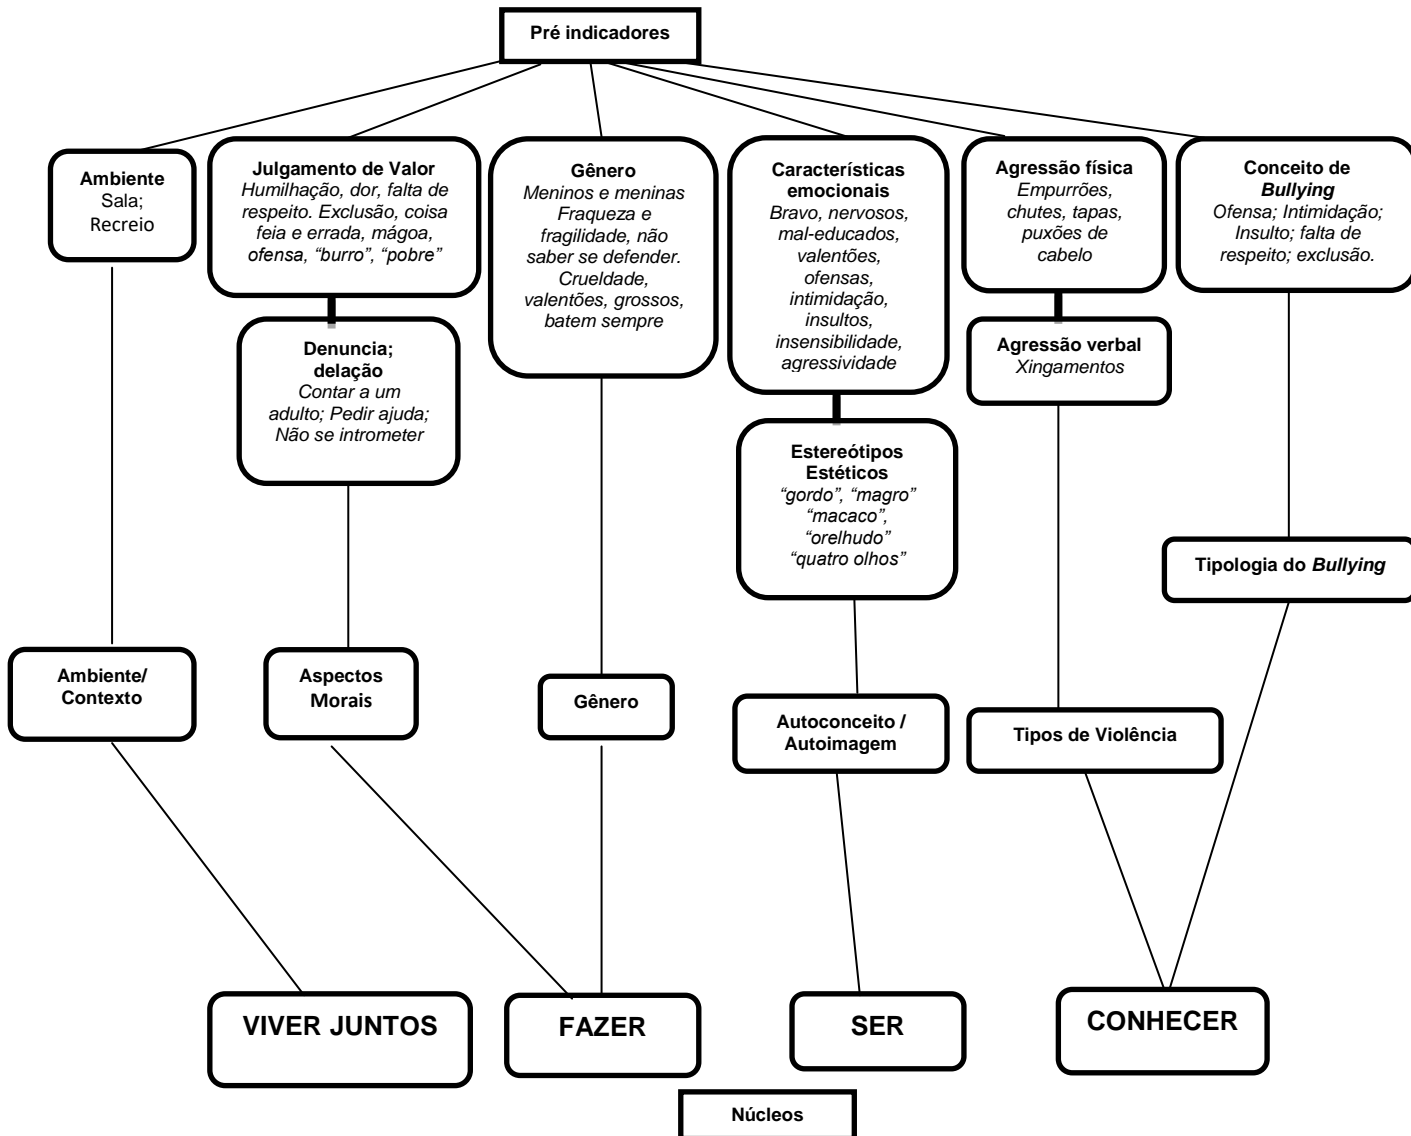 Pré indicadores
Ambiente
Sala;
Recreio
Julgamento de Valor
Humilhação, dor, falta de
respeito. Exclusão, coisa
feia e errada, mágoa,
ofensa, “burro”, “pobre”
Gênero
Meninos e meninas
Fraqueza e
fragilidade, não
saber se defender.
Crueldade,
valentões, grossos,
batem sempre
Características
emocionais
Bravo, nervosos,
mal-educados,
valentões,
ofensas,
intimidação,
insultos,
insensibilidade,
agressividade
Agressão física
Empurrões,
chutes, tapas,
puxões de
cabelo
Conceito de
Bullying
Ofensa; Intimidação;
Insulto; falta de
respeito; exclusão.
Denuncia;
delação
Contar a um
adulto; Pedir ajuda;
Não se intrometer
Agressão verbal
Xingamentos
Estereótipos
Estéticos
“gordo”, “magro”
“macaco”,
“orelhudo”
“quatro olhos”
Tipologia do Bullying
Ambiente/
Contexto
Aspectos
Morais
Gênero
Autoconceito /
Autoimagem
Tipos de Violência
VIVER JUNTOS
FAZER
SER
CONHECER
Núcleos